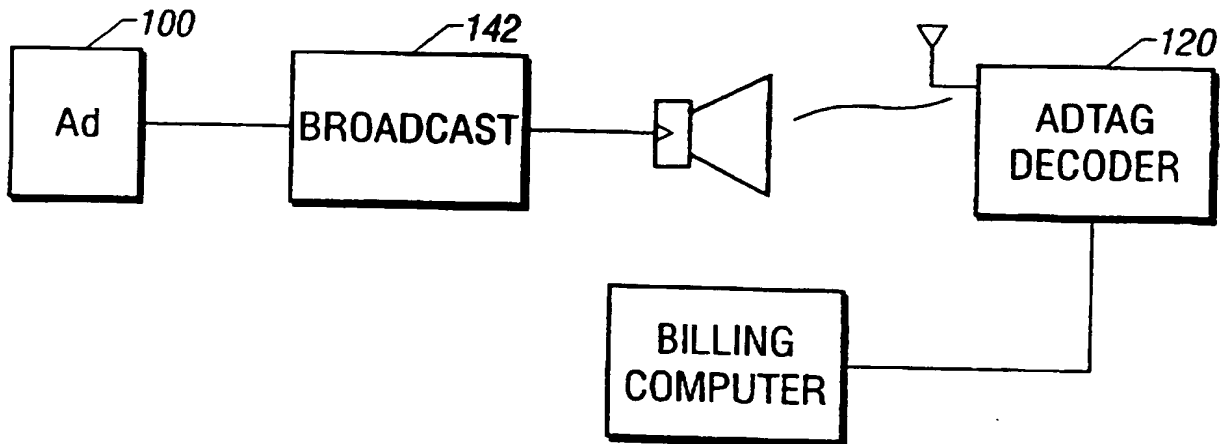 100
142
120
Ad
BROADCAST
ADTAG
DECODER
BILLING
COMPUTER